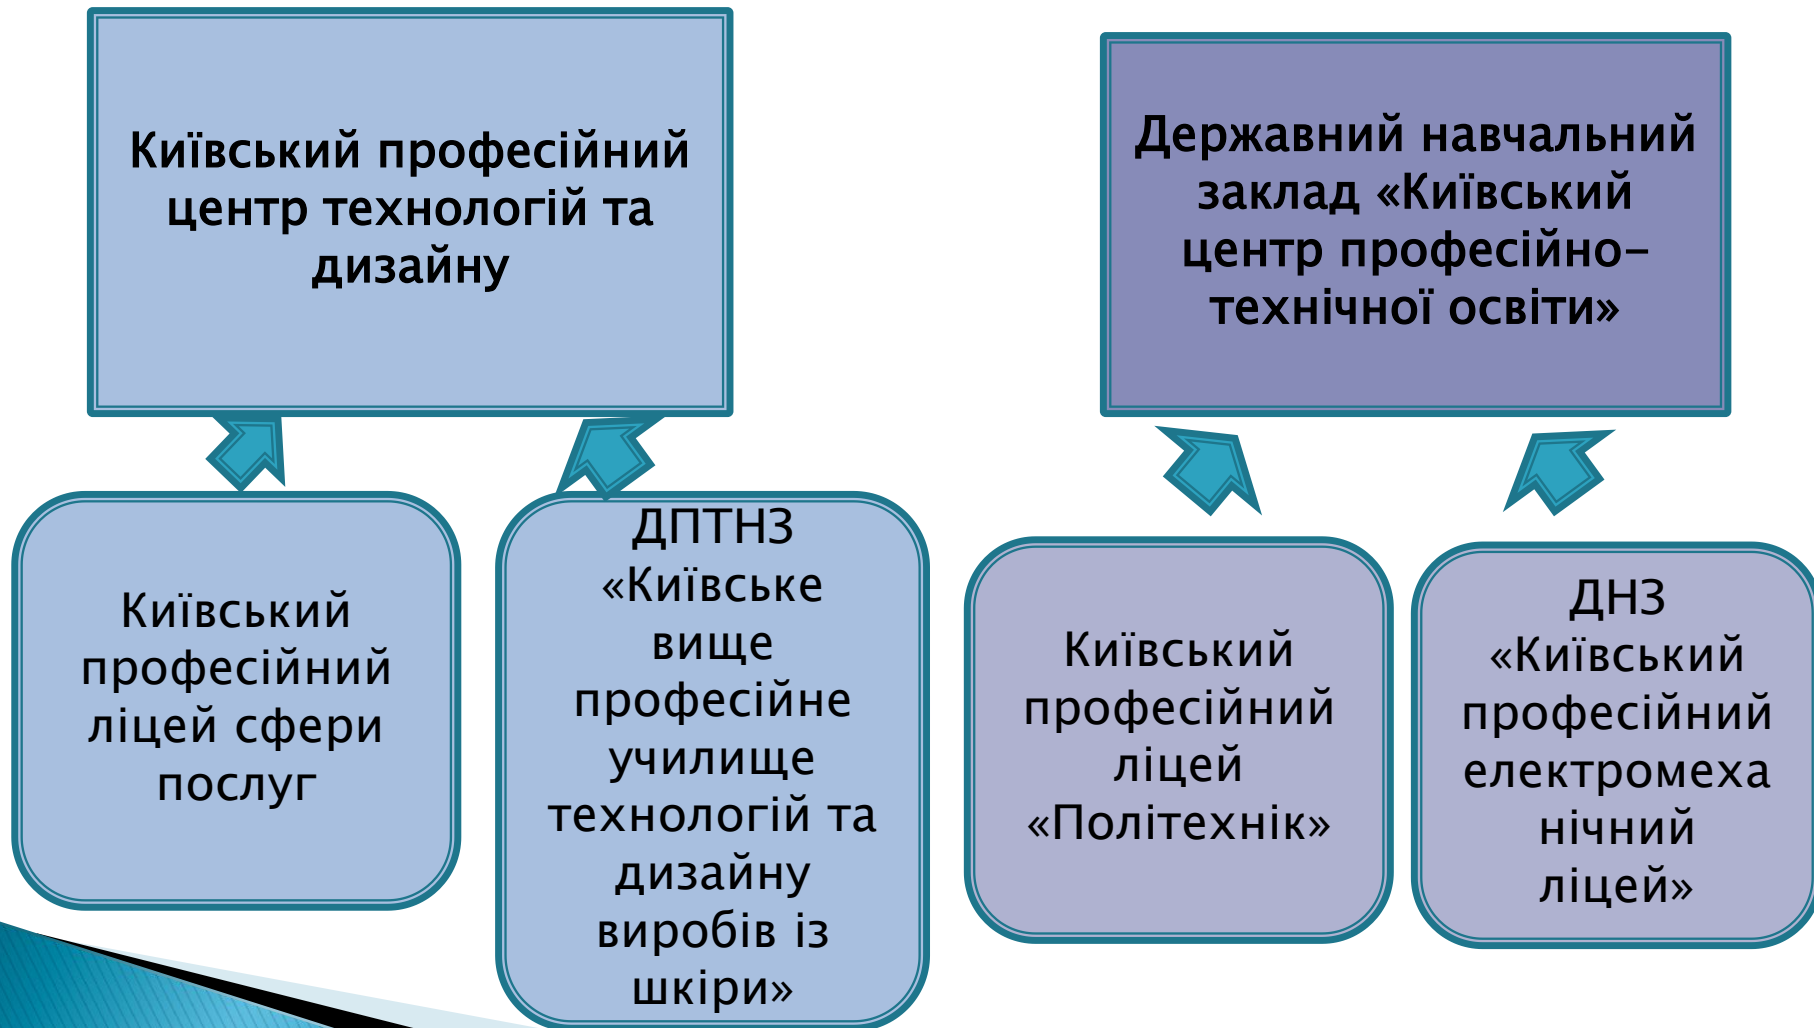 Київський професійний
центр технологій та
дизайну
Державний навчальний
заклад «Київський
центр професійно-
технічної освіти»
Київський
професійний
ліцей сфери
послуг
ДПТНЗ
«Київське
вище
професійне
училище
технологій та
дизайну
виробів із
шкіри»
Київський
професійний
ліцей
«Політехнік»
ДНЗ
«Київський
професійний
електромеха
нічний
ліцей»